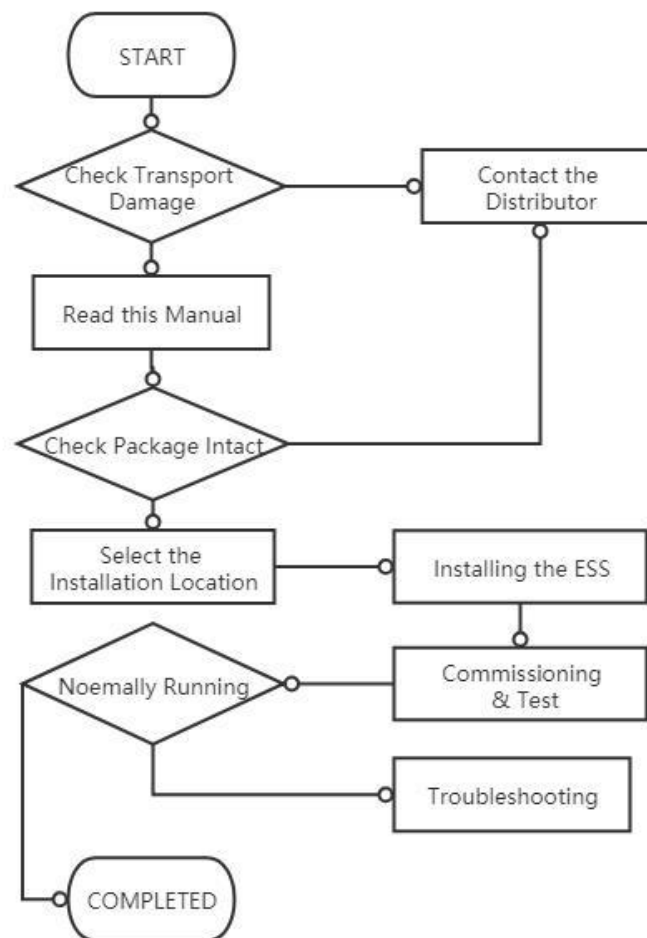 START
Check Transport
Damage
Contact the
Distributor
Read this Manual
Check Package Intact
Select the
Installation Location
Installing the ESS
Noemally Running
Commissioning
& Test
Troubleshooting
COMPLETED